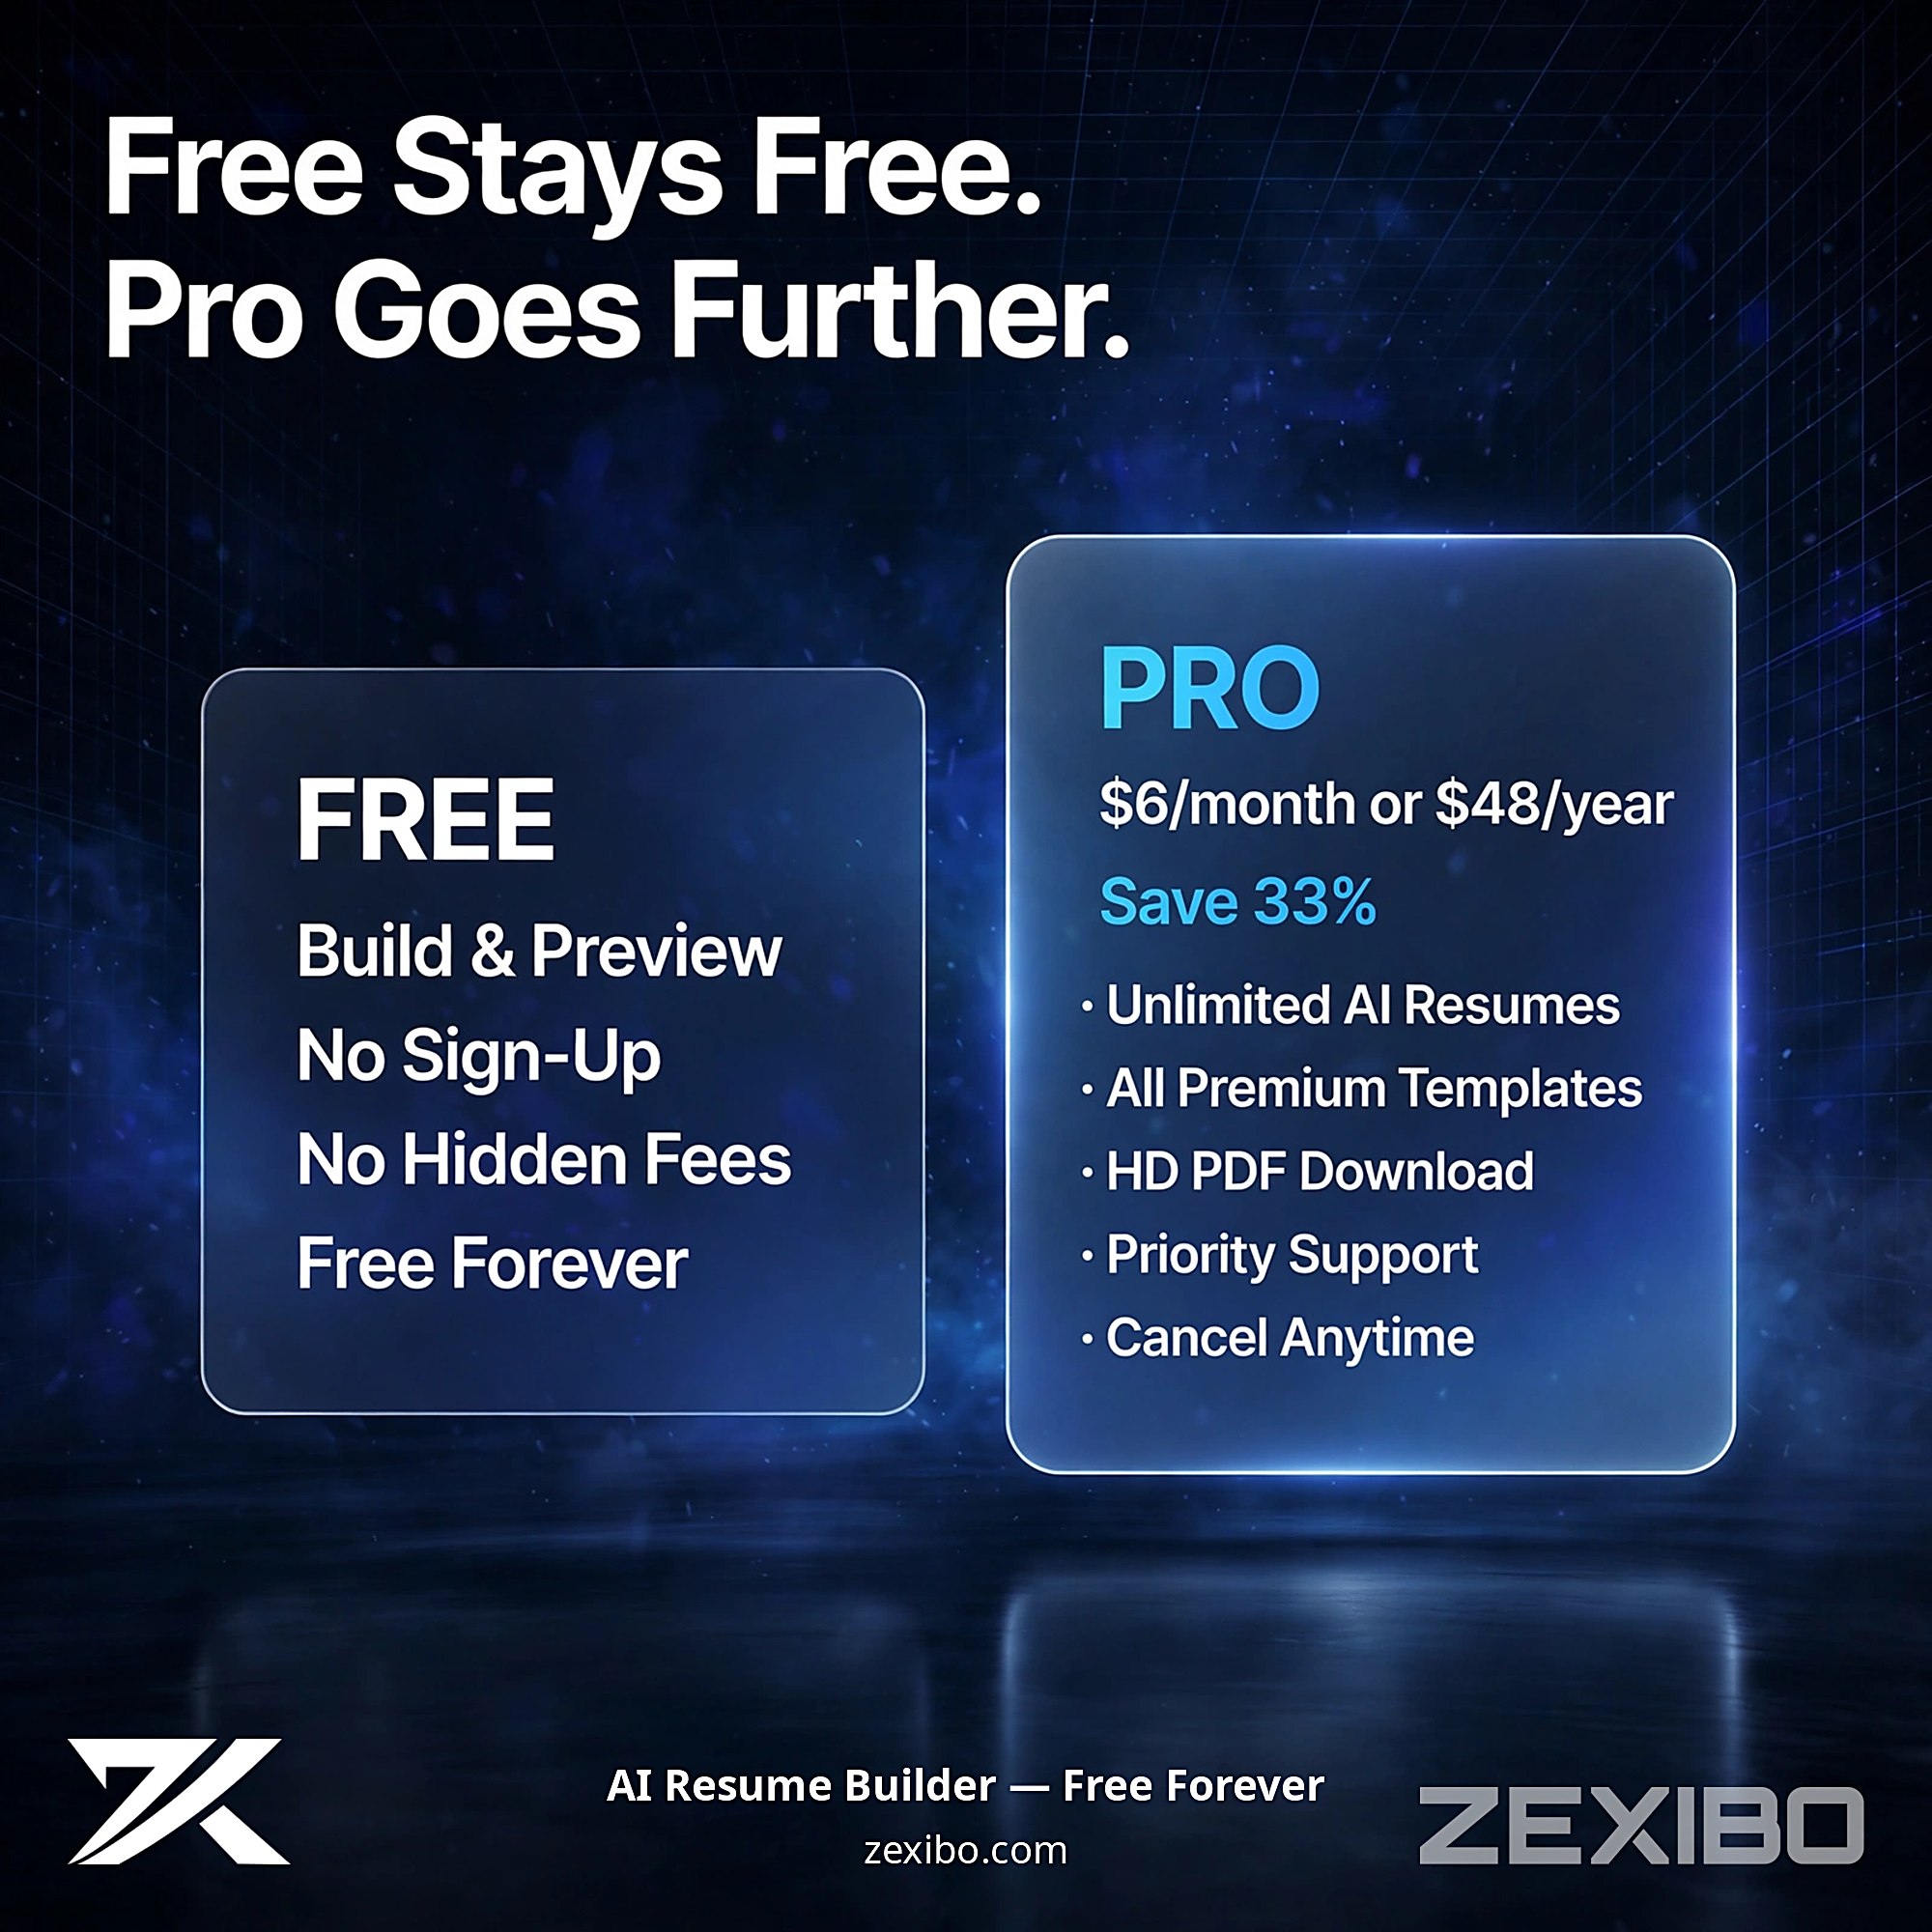 Free Stays Free.
Pro Goes Further.
FREE
Build & Preview
No Sign-Up
No Hidden Fees
Free Forever
PRO
$6/month or $48/year
Save 33%
· Unlimited AI Resumes
· All Premium Templates
· HD PDF Download
· Priority Support
· Cancel Anytime
AI Resume Builder — Free Forever
zexibo.com
ZEXIBO